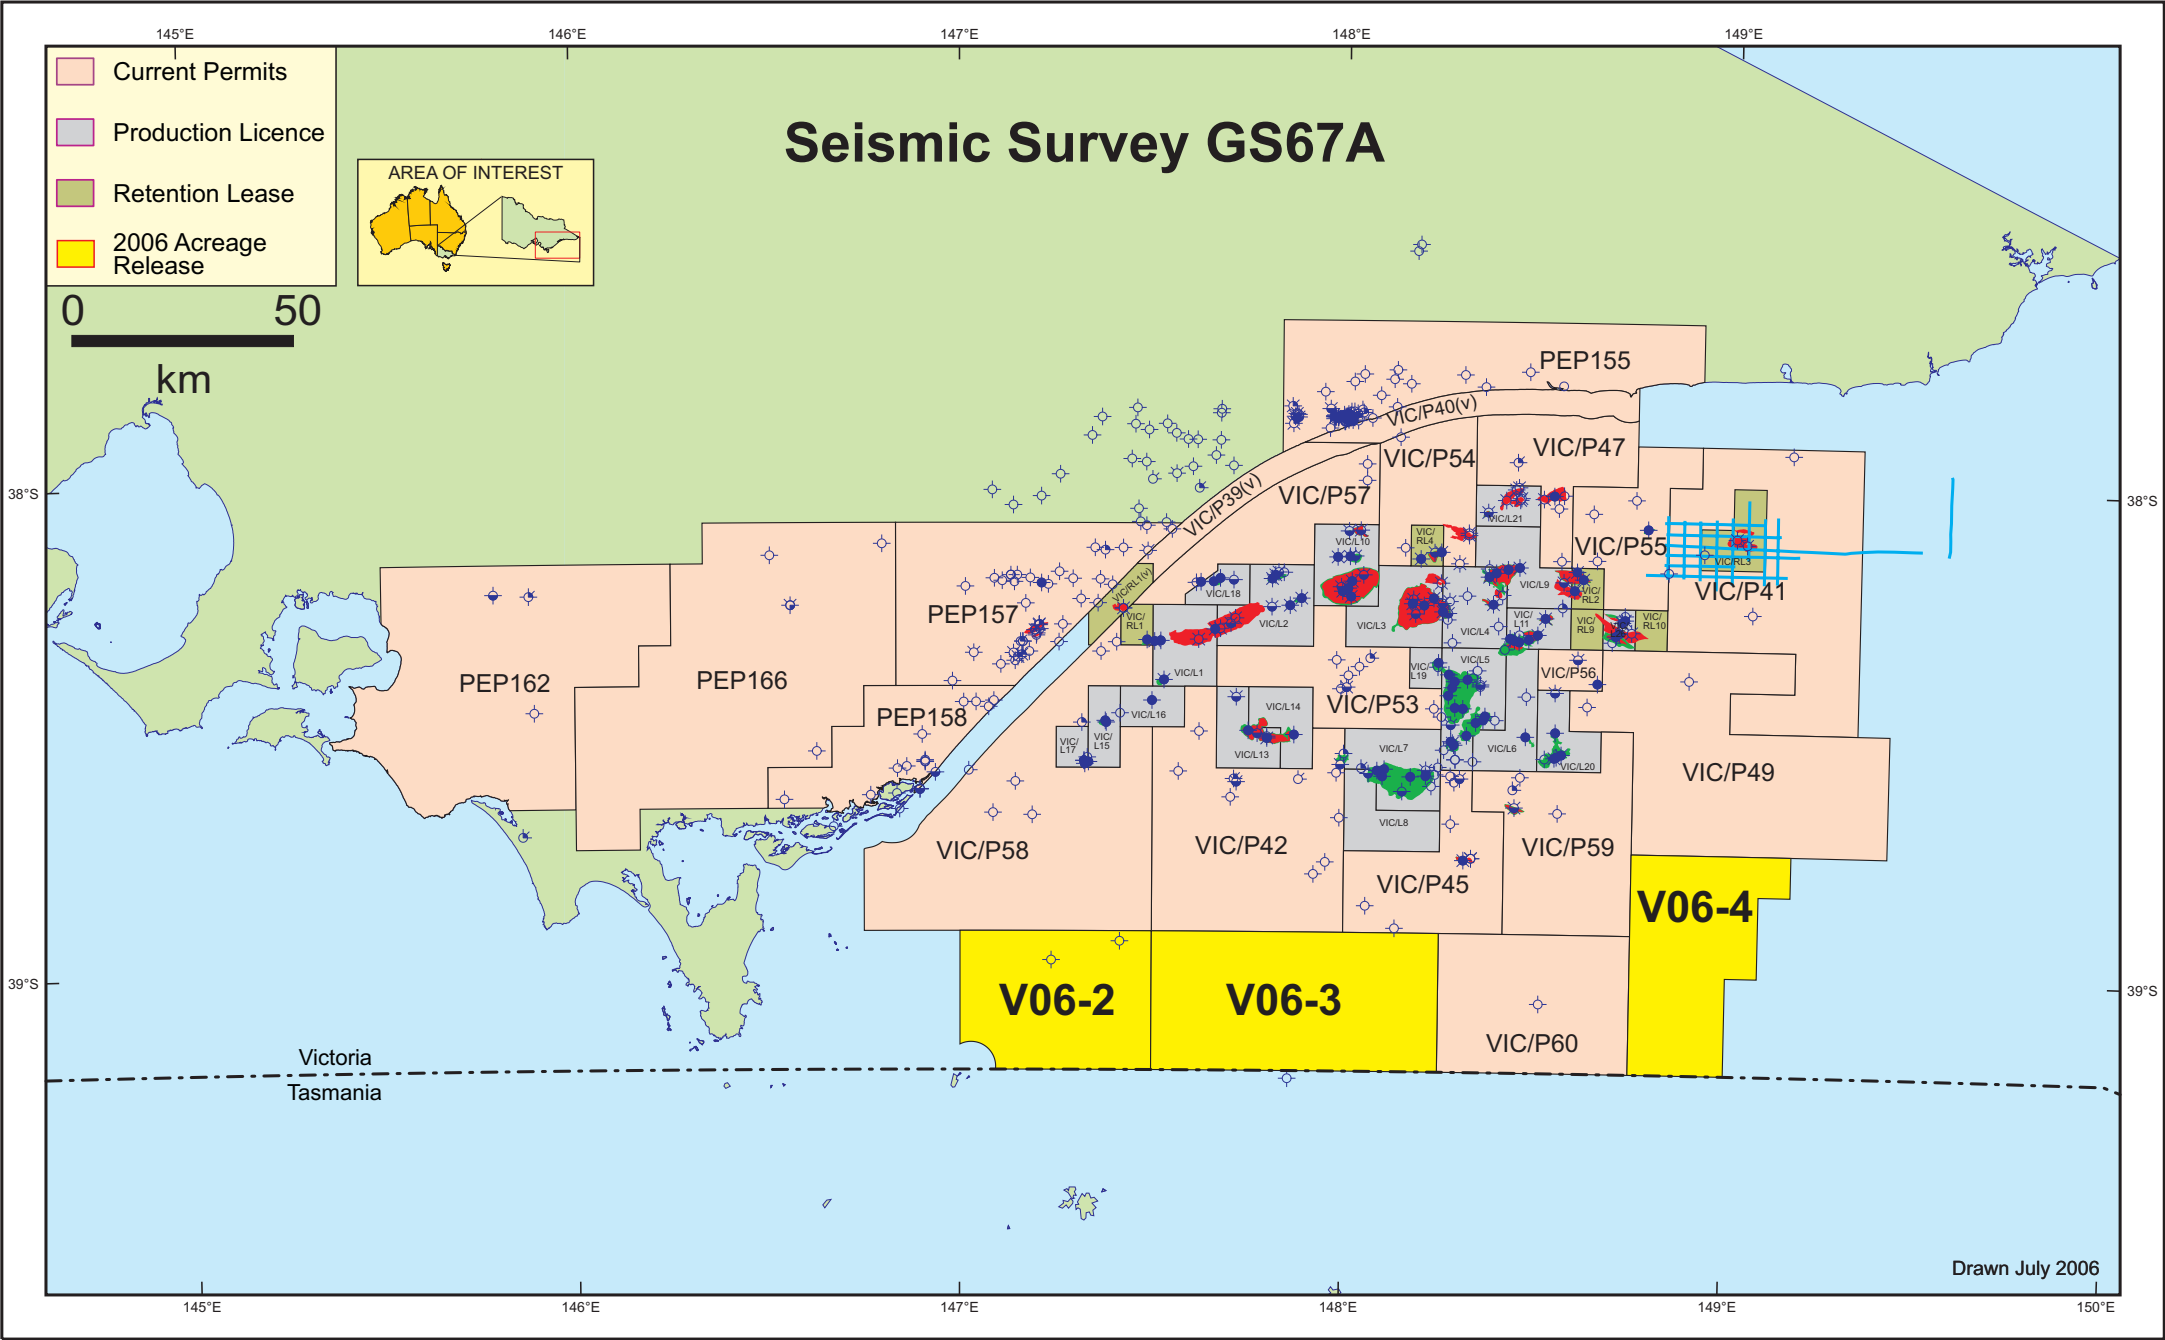 145°E
146°E
147°E
148°E
149°E
Current Permits
Production Licence
Retention Lease
2006 Acreage
Release
0
50
km
AREA OF INTEREST
Seismic Survey GS67A
PEP155
VIC/P40(v)
VIC/P47
VIC/P54
VIC/P57
VIC/P39(v)
38°S
38°S
VIC/L21
VIC/L10
VIC/
RL4
VIC/P55
VIC/RL3
VIC/P41
VIC/RL1(v)
VIC/L18
VIC/L9
VIC/
RL2
PEP157
VIC/
RL1
VIC/L2
VIC/L3
VIC/L4
VIC/
L11
VIC/
RL9
VIC/
RL10
PEP162
PEP166
VIC/L1
VIC/
L19
VIC/L5
VIC/P56
VIC/P53
PEP158
VIC/L16
VIC/L14
VIC/
L17
VIC/
L15
VIC/L13
VIC/L7
VIC/L6
VIC/L20
VIC/P49
VIC/L8
VIC/P58
VIC/P42
VIC/P59
VIC/P45
V06-4
39°S
39°S
V06-2
V06-3
VIC/P60
Victoria
Tasmania
Drawn July 2006
145°E
146°E
147°E
148°E
149°E
150°E